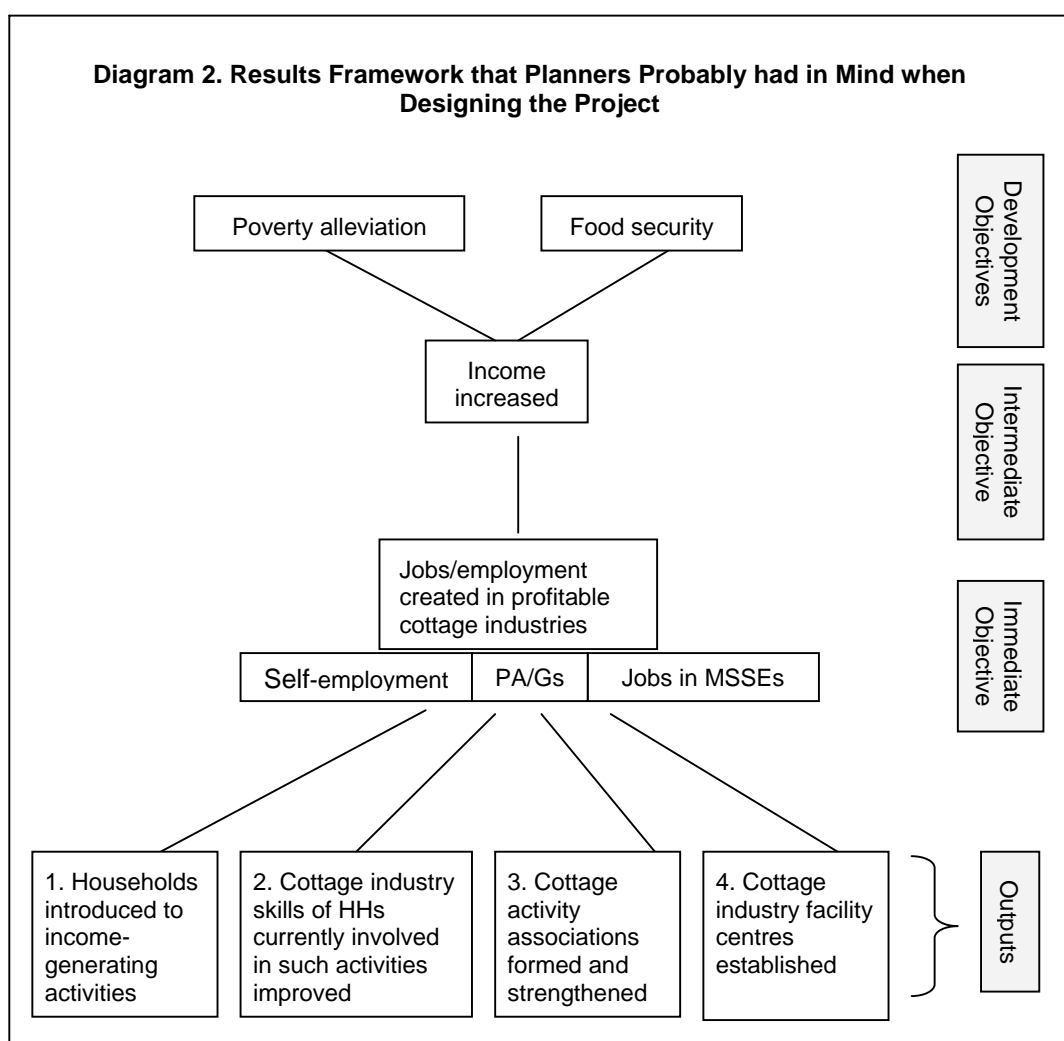 Diagram 2. Results Framework that Planners Probably had in Mind when
Designing the Project
Development
Objectives
Poverty alleviation
Food security
Income
increased
Intermediate
Objective
Jobs/employment
created in profitable
cottage industries
Immediate
Objective
Self-employment
PA/Gs
Jobs in MSSEs
1. Households
introduced to
income-
generating
activities
2. Cottage industry
skills of HHs
currently involved
in such activities
improved
3. Cottage
activity
associations
formed and
strengthened
4. Cottage
industry facility
centres
established
Outputs